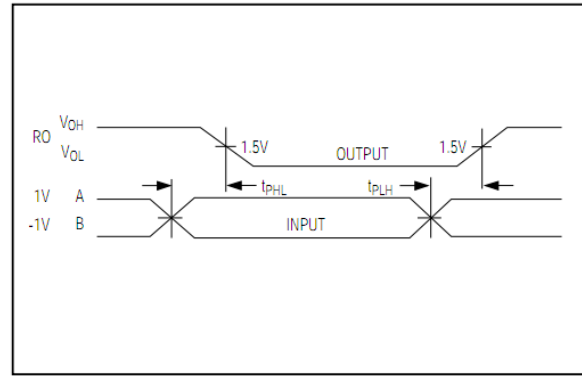 RO VOH
VOL
1.5V OUTPUT 1.5V
tPHL tPLH
1V A
-1V B INPUT